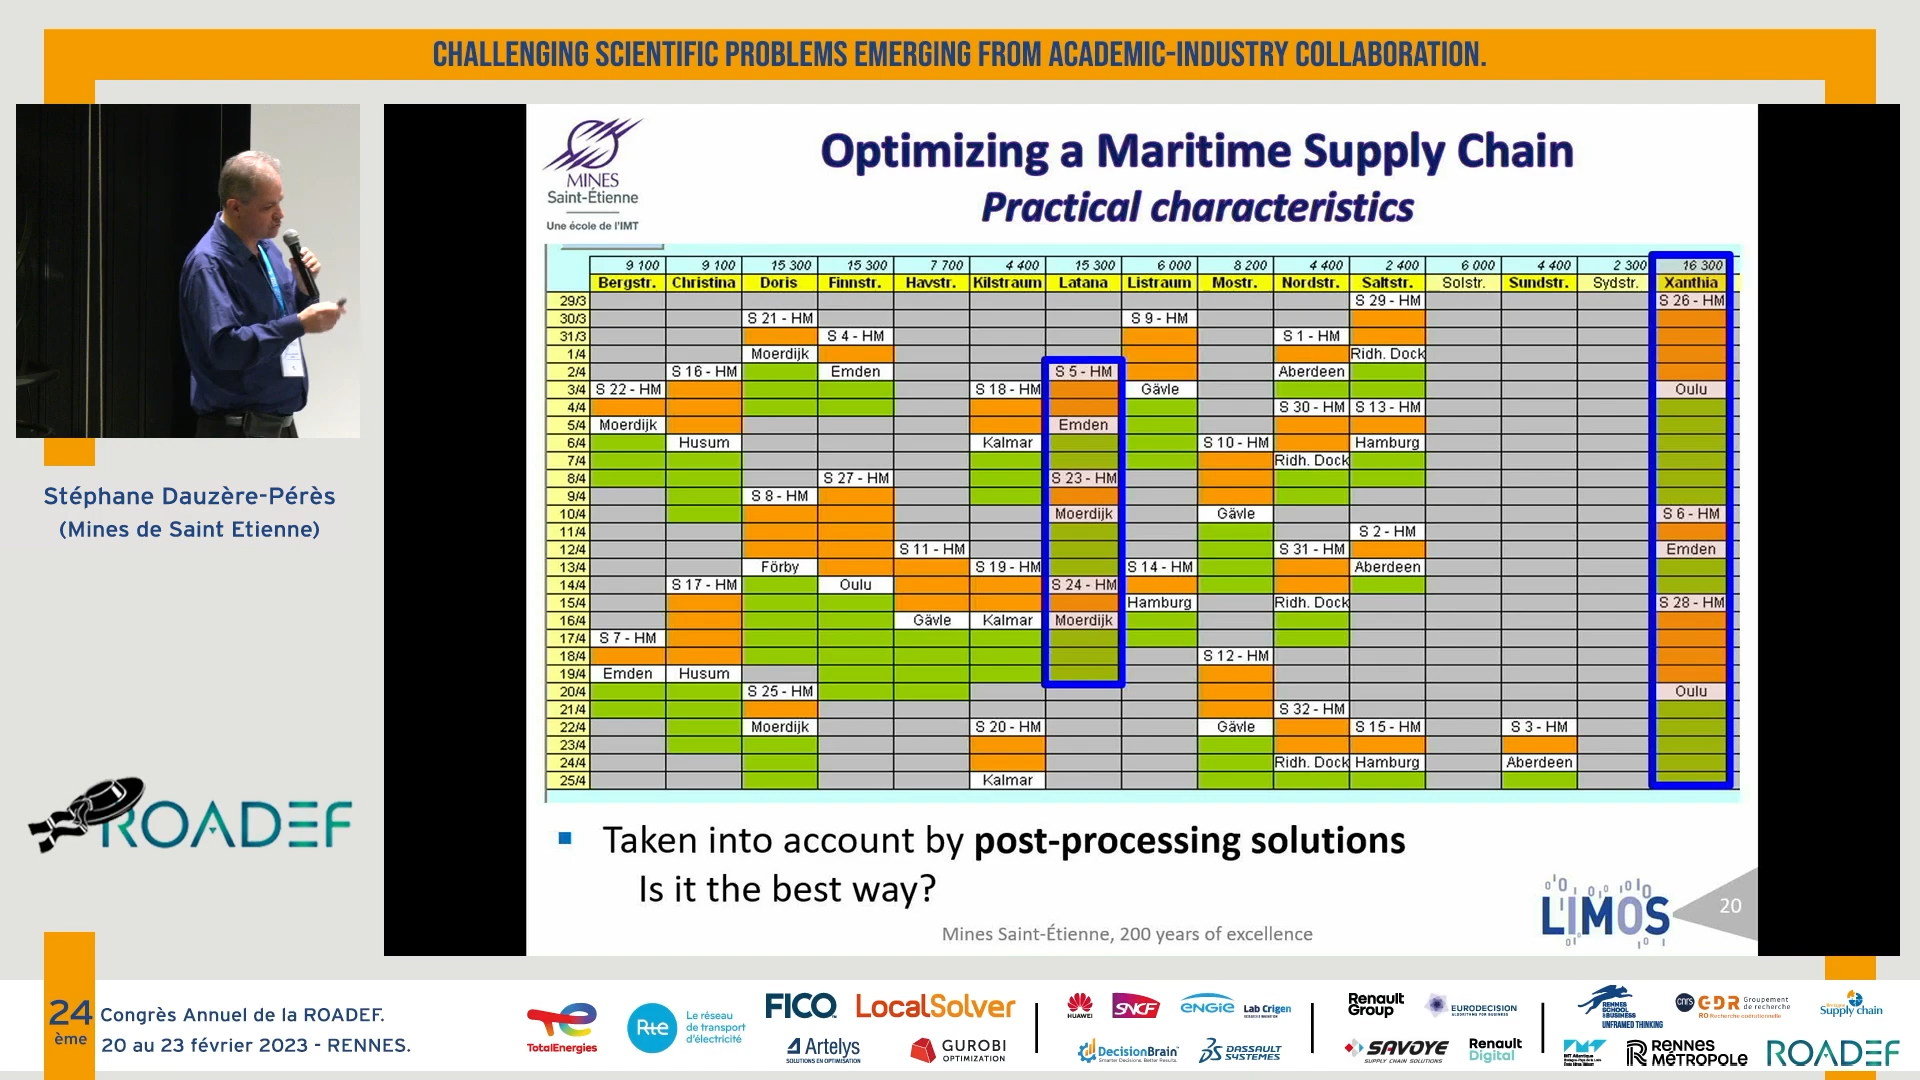 CHALLENGING SCIENTIFIC PROBLEMS EMERGING FROM ACADEMIC-INDUSTRY COLLABORATION.
MINES
Saint-Étienne
Une école de l'IMT
Optimizing a Maritime Supply Chain
Practical characteristics
9 100 9 100 15 300 15 300 7 700 4 400 15 300 6 000 8 200 4 400 2 400 6 000 4 400 2 300 16 300
Bergstr. Christina Doris Finnstr. Havstr. Kilstraum Latana Listraum Mostr. Nordstr. Saltstr. Solstr. Sundstr. Sydstr. Xanthia
29/3 S 29 - HM S 26 - HM
30/3 S 21 - HM S 9 - HM
31/3 S 4 - HM S 1 - HM
1/4 Moerdijk Ridh. Dock
2/4 S 16 - HM Emden S 5 - HM Aberdeen
3/4 S 22 - HM S 18 - HM Gävle Oulu
4/4 S 30 - HM S 13 - HM
5/4 Moerdijk Emden
6/4 Husum Kalmar S 10 - HM Hamburg
7/4 Ridh. Dock
8/4 S 27 - HM S 23 - HM
9/4 S 8 - HM
10/4 Moerdijk Gävle S 6 - HM
11/4 S 2 - HM
12/4 S 11 - HM S 31 - HM Emden
13/4 Förby S 19 - HM S 14 - HM Aberdeen
14/4 S 17 - HM Oulu S 24 - HM
15/4 Hamburg Ridh. Dock S 28 - HM
16/4 Gävle Kalmar Moerdijk
17/4 S 7 - HM
18/4 S 12 - HM
19/4 Emden Husum
20/4 S 25 - HM Oulu
21/4 S 32 - HM
22/4 Moerdijk S 20 - HM Gävle S 15 - HM S 3 - HM
23/4
24/4 Ridh. Dock Hamburg Aberdeen
25/4 Kalmar
Taken into account by post-processing solutions
Is it the best way?
Mines Saint-Étienne, 200 years of excellence
LIMOS
20
Stéphane Dauzère-Pérès
(Mines de Saint Etienne)
ROADEF
24
ème
Congrès Annuel de la ROADEF.
20 au 23 février 2023 - RENNES.
TotalEnergies
Rte
Le réseau
de transport
d'électricité
FICO
LocalSolver
Artelys
SOLUTIONS EN OPTIMISATION
GUROBI
OPTIMIZATION
HUAWEI
SNCF
ENGIE Lab Crigen
DecisionBrain
DASSAULT
SYSTEMES
Renault
Group
EURODECISION
SAVOYE
SUPPLY CHAIN SOLUTIONS
Renault
Digital
RENNES
SCHOOL
OF BUSINESS
UNFRAMED THINKING
cnrs GDR
Groupement
de recherche
RO Recherche opérationnelle
Supply chain
IMT Atlantique
RENNES
MÉTROPOLE
ROADEF